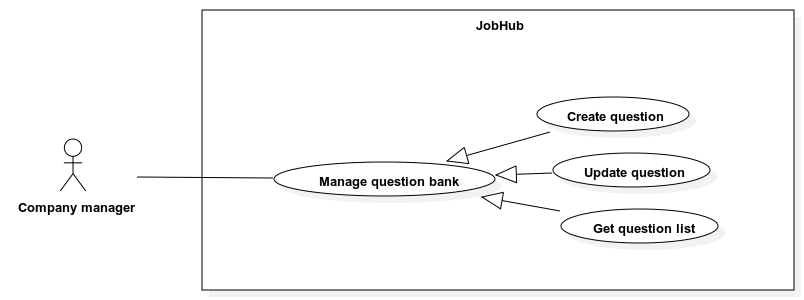 JobHub
Create question
Update question
Manage question bank
Company manager
Get question list